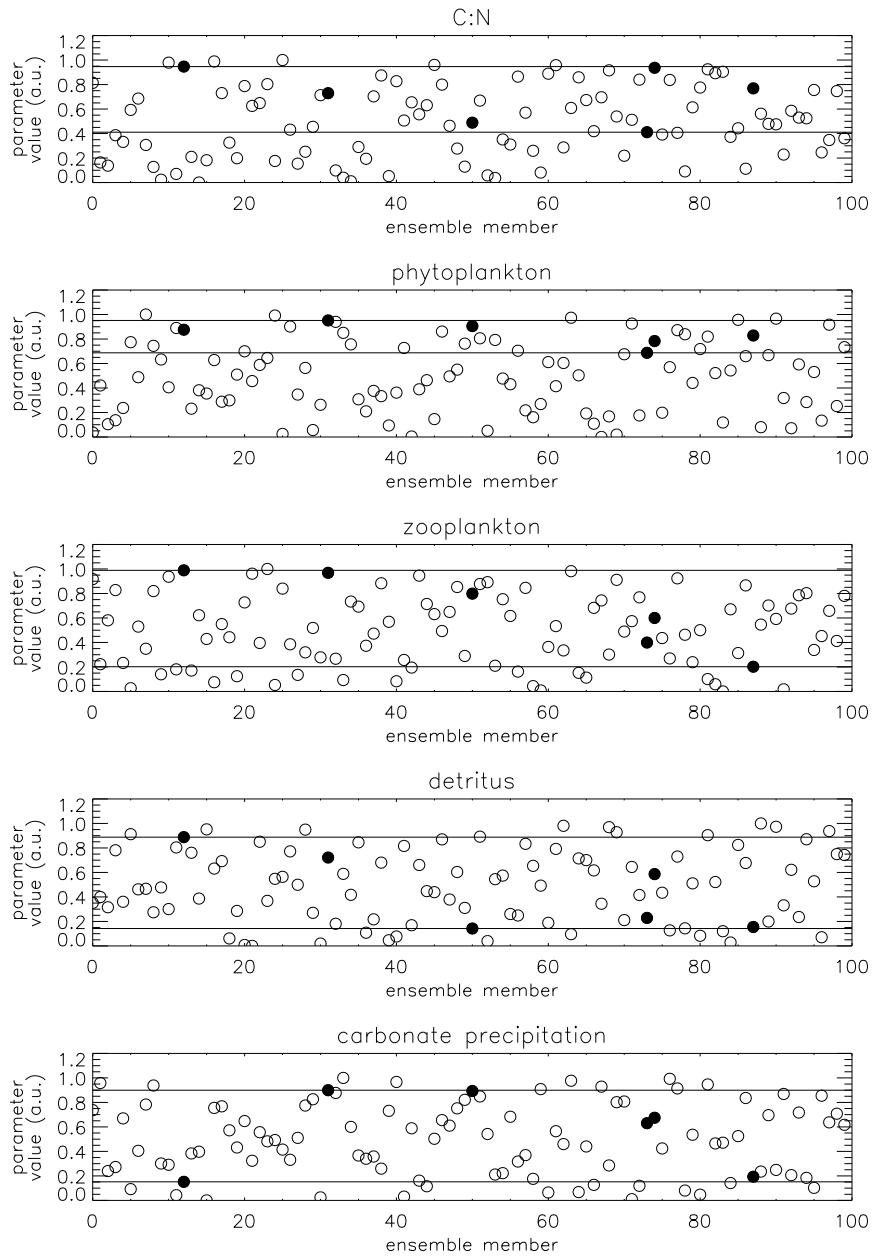 C:N
parameter
value (a.u.)
1.2
1.0
0.8
0.6
0.4
0.2
0.0
0 20 40 60 80 100
ensemble member
phytoplankton
parameter
value (a.u.)
1.2
1.0
0.8
0.6
0.4
0.2
0.0
0 20 40 60 80 100
ensemble member
zooplankton
parameter
value (a.u.)
1.2
1.0
0.8
0.6
0.4
0.2
0.0
0 20 40 60 80 100
ensemble member
detritus
parameter
value (a.u.)
1.2
1.0
0.8
0.6
0.4
0.2
0.0
0 20 40 60 80 100
ensemble member
carbonate precipitation
parameter
value (a.u.)
1.2
1.0
0.8
0.6
0.4
0.2
0.0
0 20 40 60 80 100
ensemble member